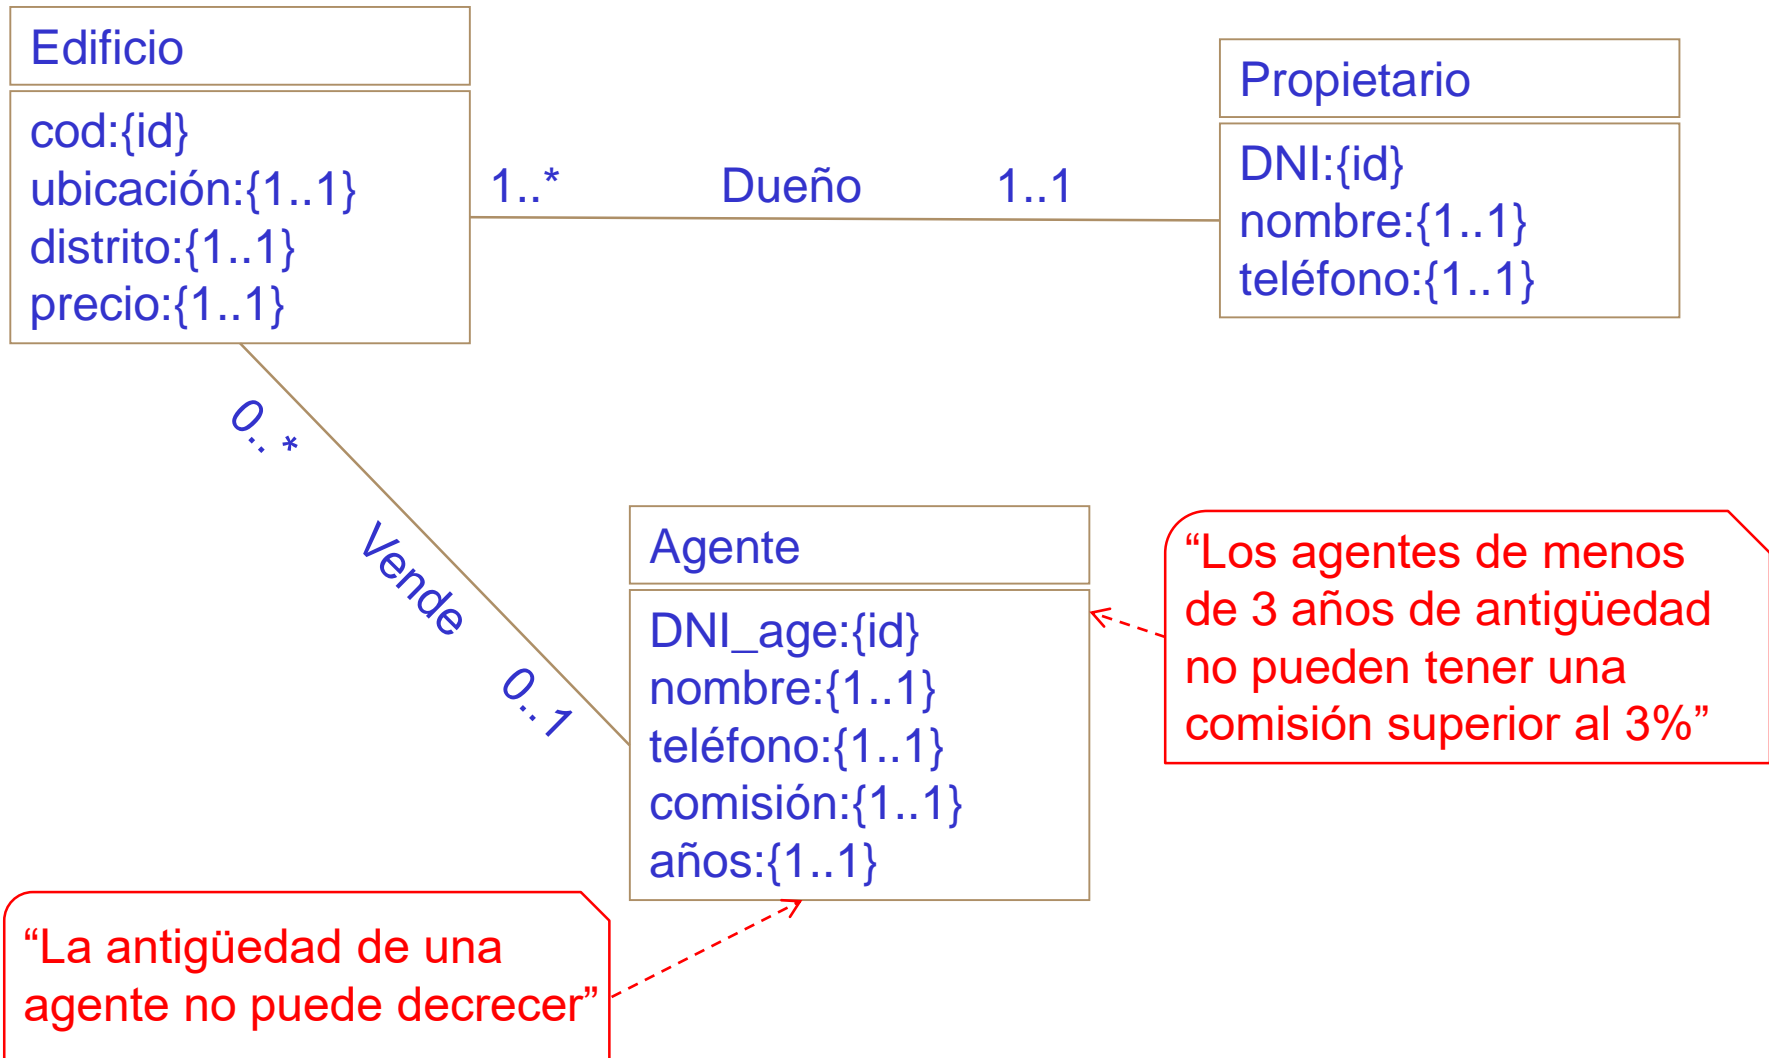 Edificio
cod:{id}
ubicación:{1..1}
distrito:{1..1}
precio:{1..1}
1..* Dueño 1..1
Propietario
DNI:{id}
nombre:{1..1}
teléfono:{1..1}
0..*
Vende
0..1
Agente
DNI_age:{id}
nombre:{1..1}
teléfono:{1..1}
comisión:{1..1}
años:{1..1}
“Los agentes de menos
de 3 años de antigüedad
no pueden tener una
comisión superior al 3%”
“La antigüedad de una
agente no puede decrecer”